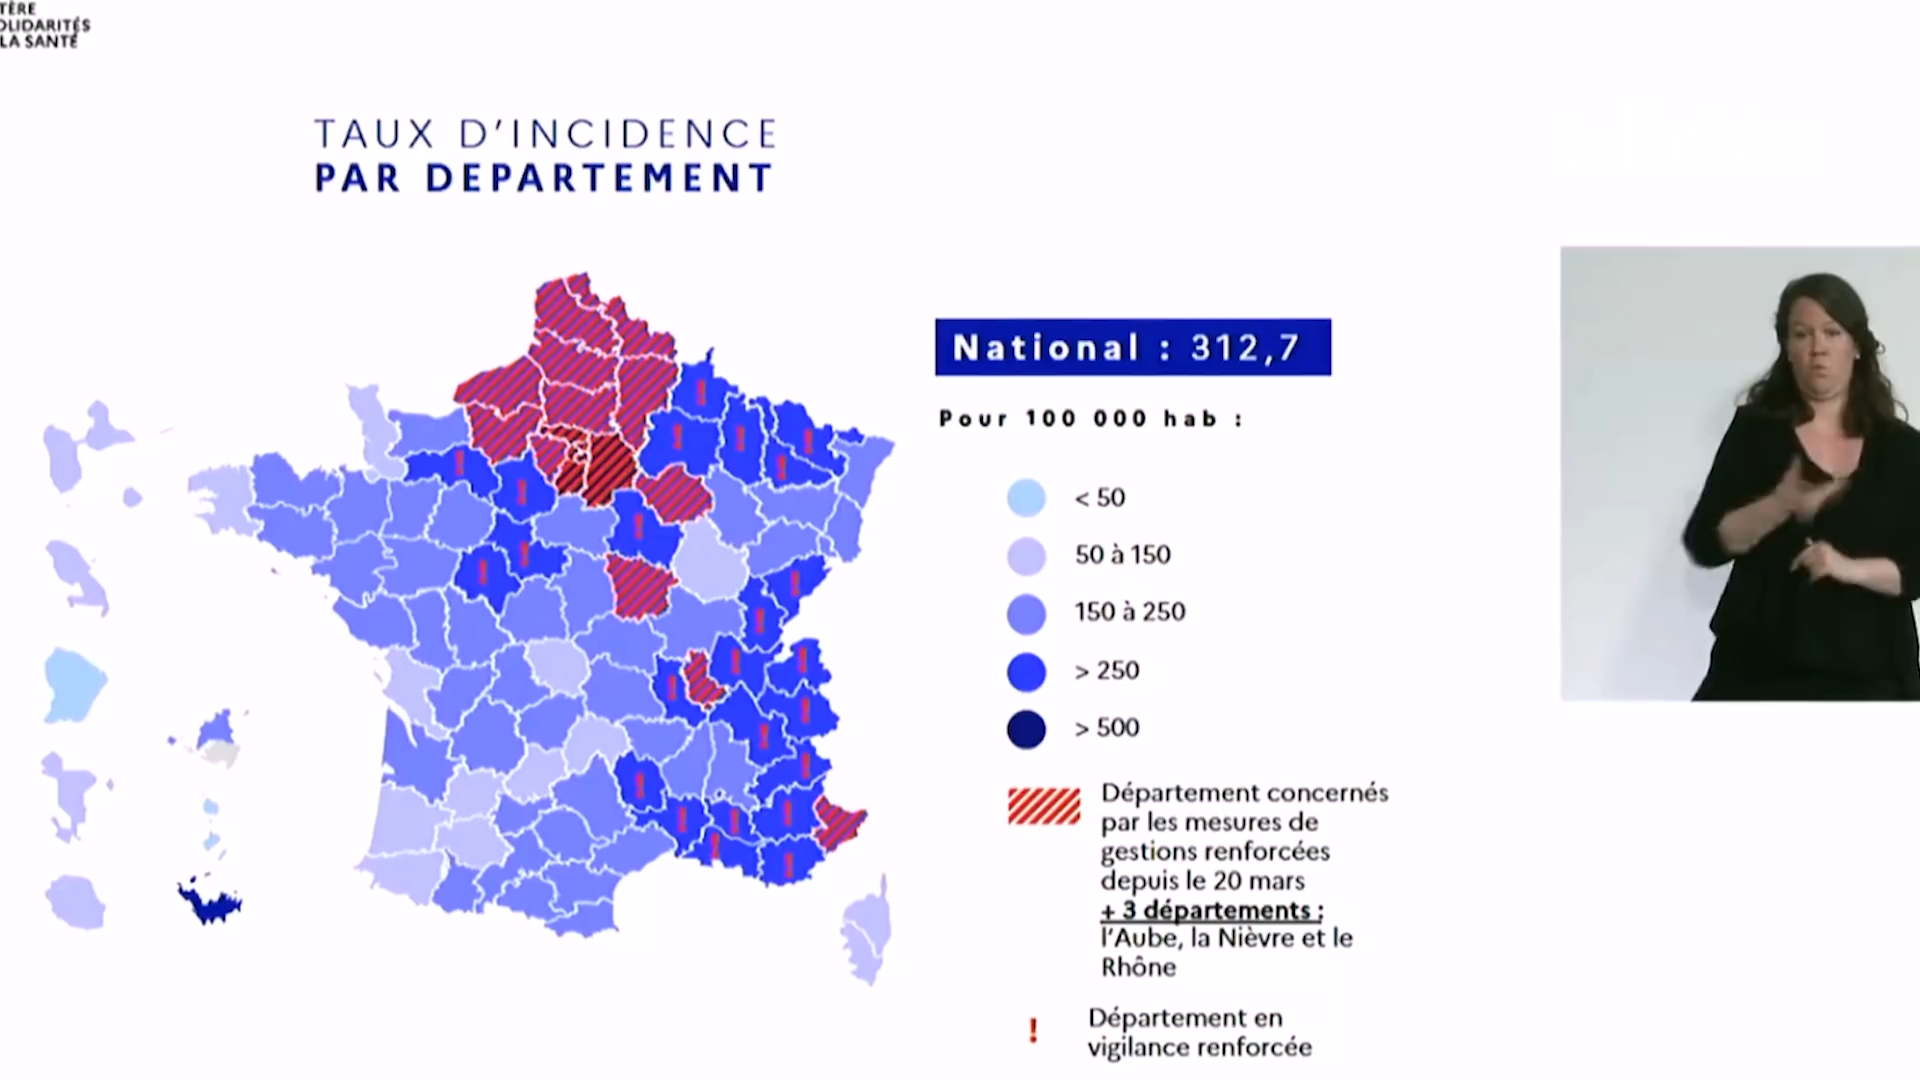 TÈRE
OLIDARITÉS
LA SANTÉ
TAUX D'INCIDENCE
PAR DEPARTEMENT
National : 312,7
Pour 100 000 hab :
< 50
50 à 150
150 à 250
> 250
> 500
Département concernés
par les mesures de
gestions renforcées
depuis le 20 mars
+ 3 départements :
l'Aube, la Nièvre et le
Rhône
! Département en
vigilance renforcée